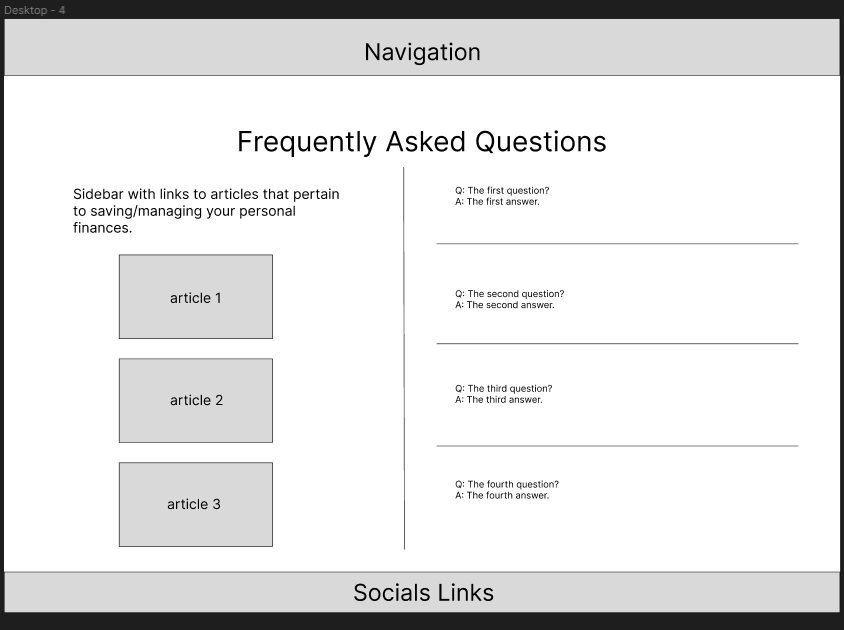 Desktop - 4
Navigation
Frequently Asked Questions
Sidebar with links to articles that pertain
to saving/managing your personal
finances.
article 1
article 2
article 3
Q: The first question?
A: The first answer.
Q: The second question?
A: The second answer.
Q: The third question?
A: The third answer.
Q: The fourth question?
A: The fourth answer.
Socials Links